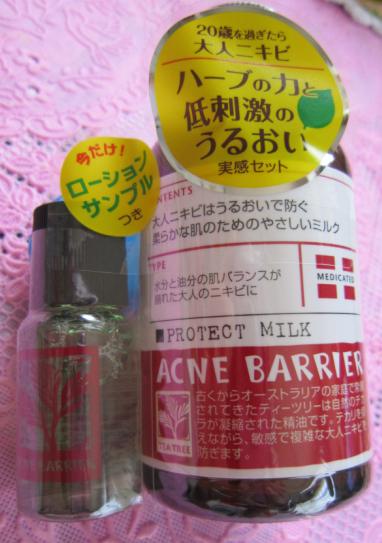 20歳を過ぎたら
大人ニキビ
ハーブの力と
低刺激の
うるおい
実感セット
今だけ!
ローション
サンプル
つき
CONTENTS
大人ニキビはうるおいで防ぐ
柔らかな肌のためのやさしいミルク
TYPE
水分と油分の肌バランスが
崩れた大人のニキビに
MEDICATED
PROTECT MILK
ACNE BARRIER
古くからオーストラリアの家庭で
されてきたティーツリーは自然のチカ
ラが凝縮された精油です。テカリを
えながら、敏感で複雑な大人ニキビ
防ぎます。
TEA TREE
BARRIER